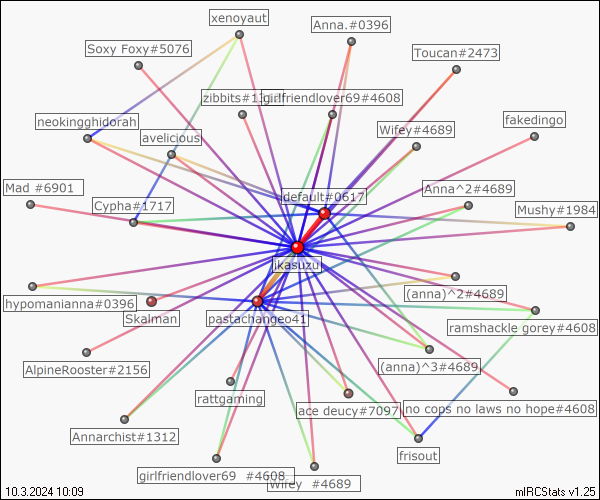 xenoyaut
Anna.#0396
Soxy Foxy#5076
Toucan#2473
girlfriendlover69#4608
neokingghidorah
Wifey#4689
fakedingo
avelicious
Mad #6901
Anna^2#4689
default#0617
Cypha#1717
Mushy#1984
ikasuzu
(anna)^2#4689
hypomanianna#0396
Skalman
pastachangeo41
ramshackle gorey#4608
AlpineRooster#2156
(anna)^3#4689
rattgaming
ace deucy#7097
no cops no laws no hope#4608
Annarchist#1312
frisout
girlfriendlover69 #4608
Wifey #4689
10.3.2024 10:09
mIRCStats v1.25